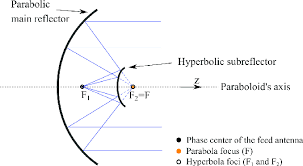 Parabolic
main reflector
Hyperbolic subreflector
F1
F2=F
Z
Paraboloid's axis
Phase center of the feed antenna
Parabola focus (F)
Hyperbola foci (F1 and F2)